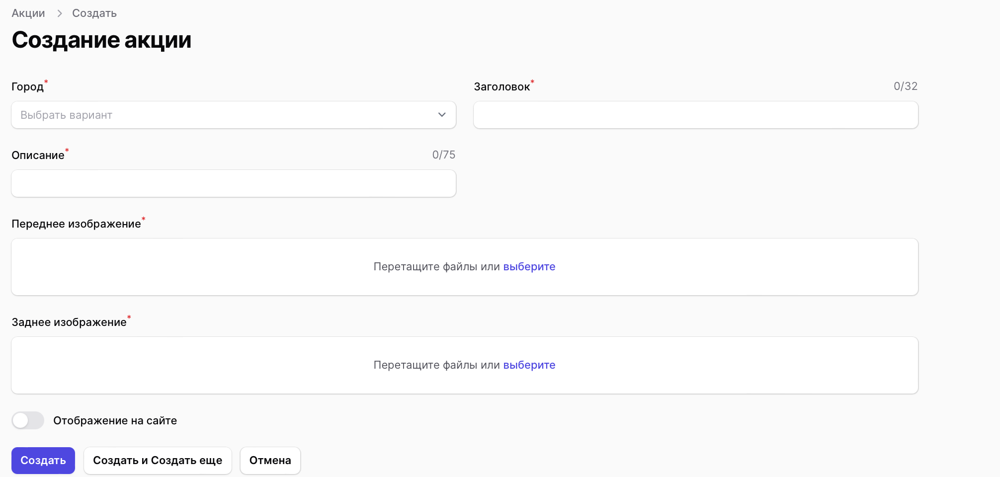 Акции > Создать
Создание акции
Город*
Выбрать вариант
Заголовок* 0/32
Описание* 0/75
Переднее изображение*
Перетащите файлы или выберите
Заднее изображение*
Перетащите файлы или выберите
Отображение на сайте
Создать Создать и Создать еще Отмена